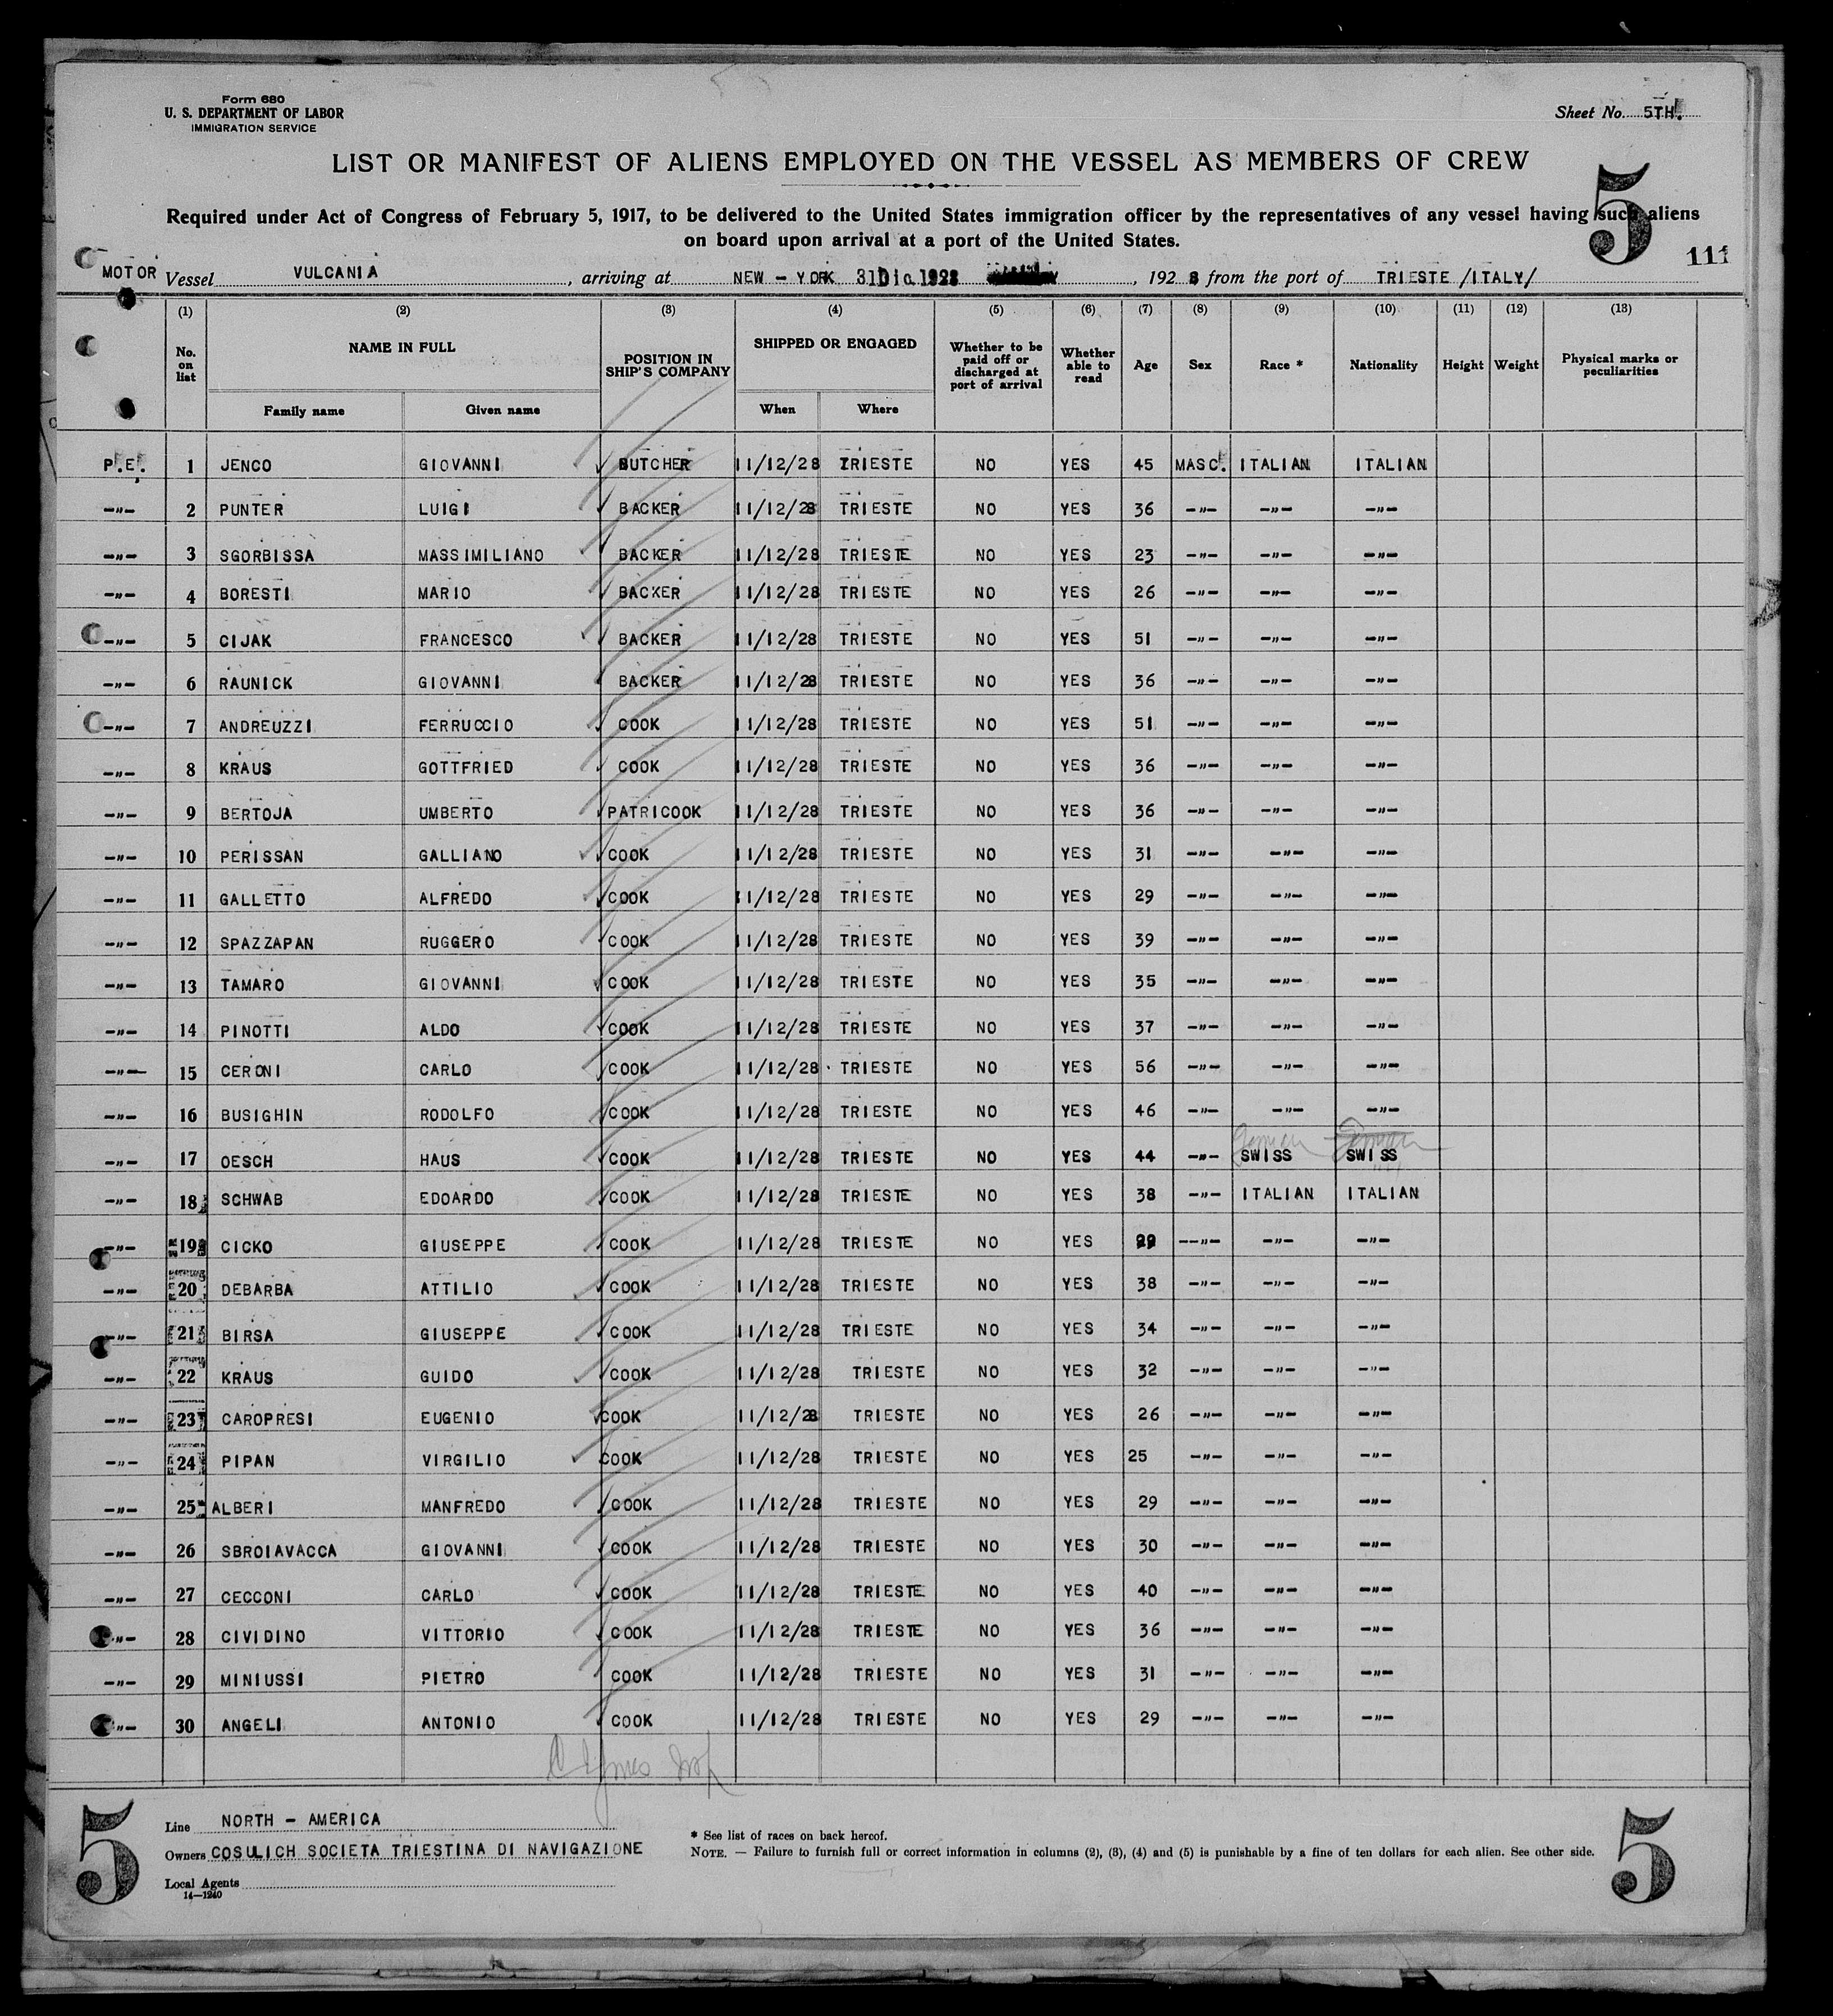 Form 680
U. S. DEPARTMENT OF LABOR
IMMIGRATION SERVICE
Sheet No. 5TH.
LIST OR MANIFEST OF ALIENS EMPLOYED ON THE VESSEL AS MEMBERS OF CREW
5
Required under Act of Congress of February 5, 1917, to be delivered to the United States immigration officer by the representatives of any vessel having such aliens
on board upon arrival at a port of the United States.
111
MOTOR Vessel VULCANIA, arriving at NEW - YORK 31 Dic. 1928, 1928 from the port of TRIESTE /ITALY/
(1) (2) (3) (4) (5) (6) (7) (8) (9) (10) (11) (12) (13)
No. on list NAME IN FULL POSITION IN SHIP'S COMPANY SHIPPED OR ENGAGED Whether to be paid off or discharged at port of arrival Whether able to read Age Sex Race * Nationality Height Weight Physical marks or peculiarities
Family name Given name When Where
P.E. 1 JENCO GIOVANNI BUTCHER 11/12/28 TRIESTE NO YES 45 MASC. ITALIAN ITALIAN
-"- 2 PUNTER LUIGI BACKER 11/12/28 TRIESTE NO YES 36 -"- -"- -"-
-"- 3 SGORBISSA MASSIMILIANO BACKER 11/12/28 TRIESTE NO YES 23 -"- -"- -"-
-"- 4 BORESTI MARIO BACKER 11/12/28 TRIESTE NO YES 26 -"- -"- -"-
-"- 5 CIJAK FRANCESCO BACKER 11/12/28 TRIESTE NO YES 51 -"- -"- -"-
-"- 6 RAUNICK GIOVANNI BACKER 11/12/28 TRIESTE NO YES 36 -"- -"- -"-
-"- 7 ANDREUZZI FERRUCCIO COOK 11/12/28 TRIESTE NO YES 51 -"- -"- -"-
-"- 8 KRAUS GOTTFRIED COOK 11/12/28 TRIESTE NO YES 36 -"- -"- -"-
-"- 9 BERTOJA UMBERTO PATRICOOK 11/12/28 TRIESTE NO YES 36 -"- -"- -"-
-"- 10 PERISSAN GALLIANO COOK 11/12/28 TRIESTE NO YES 31 -"- -"- -"-
-"- 11 GALLETTO ALFREDO COOK 11/12/28 TRIESTE NO YES 29 -"- -"- -"-
-"- 12 SPAZZAPAN RUGGERO COOK 11/12/28 TRIESTE NO YES 39 -"- -"- -"-
-"- 13 TAMARO GIOVANNI COOK 11/12/28 TRIESTE NO YES 35 -"- -"- -"-
-"- 14 PINOTTI ALDO COOK 11/12/28 TRIESTE NO YES 37 -"- -"- -"-
-"- 15 CERONI CARLO COOK 11/12/28 TRIESTE NO YES 56 -"- -"- -"-
-"- 16 BUSIGHIN RODOLFO COOK 11/12/28 TRIESTE NO YES 46 -"- -"- -"-
German German
-"- 17 OESCH HAUS COOK 11/12/28 TRIESTE NO YES 44 -"- SWISS SWISS
-"- 18 SCHWAB EDOARDO COOK 11/12/28 TRIESTE NO YES 38 -"- ITALIAN ITALIAN
-"- 19 CICKO GIUSEPPE COOK 11/12/28 TRIESTE NO YES 29 --"- -"- -"-
-"- 20 DEBARBA ATTILIO COOK 11/12/28 TRIESTE NO YES 38 -"- -"- -"-
-"- 21 BIRSA GIUSEPPE COOK 11/12/28 TRIESTE NO YES 34 -"- -"- -"-
-"- 22 KRAUS GUIDO COOK 11/12/28 TRIESTE NO YES 32 -"- -"- -"-
-"- 23 CAROPRESI EUGENIO COOK 11/12/28 TRIESTE NO YES 26 -"- -"- -"-
-"- 24 PIPAN VIRGILIO COOK 11/12/28 TRIESTE NO YES 25 -"- -"- -"-
-"- 25 ALBERI MANFREDO COOK 11/12/28 TRIESTE NO YES 29 -"- -"- -"-
-"- 26 SBROIAVACCA GIOVANNI COOK 11/12/28 TRIESTE NO YES 30 -"- -"- -"-
-"- 27 CECCONI CARLO COOK 11/12/28 TRIESTE NO YES 40 -"- -"- -"-
-"- 28 CIVIDINO VITTORIO COOK 11/12/28 TRIESTE NO YES 36 -"- -"- -"-
-"- 29 MINIUSSI PIETRO COOK 11/12/28 TRIESTE NO YES 31 -"- -"- -"-
-"- 30 ANGELI ANTONIO COOK 11/12/28 TRIESTE NO YES 29 -"- -"- -"-
5
Line NORTH - AMERICA
Owners COSULICH SOCIETA TRIESTINA DI NAVIGAZIONE
Local Agents
14—1240
* See list of races on back hereof.
NOTE. — Failure to furnish full or correct information in columns (2), (3), (4) and (5) is punishable by a fine of ten dollars for each alien. See other side.
5